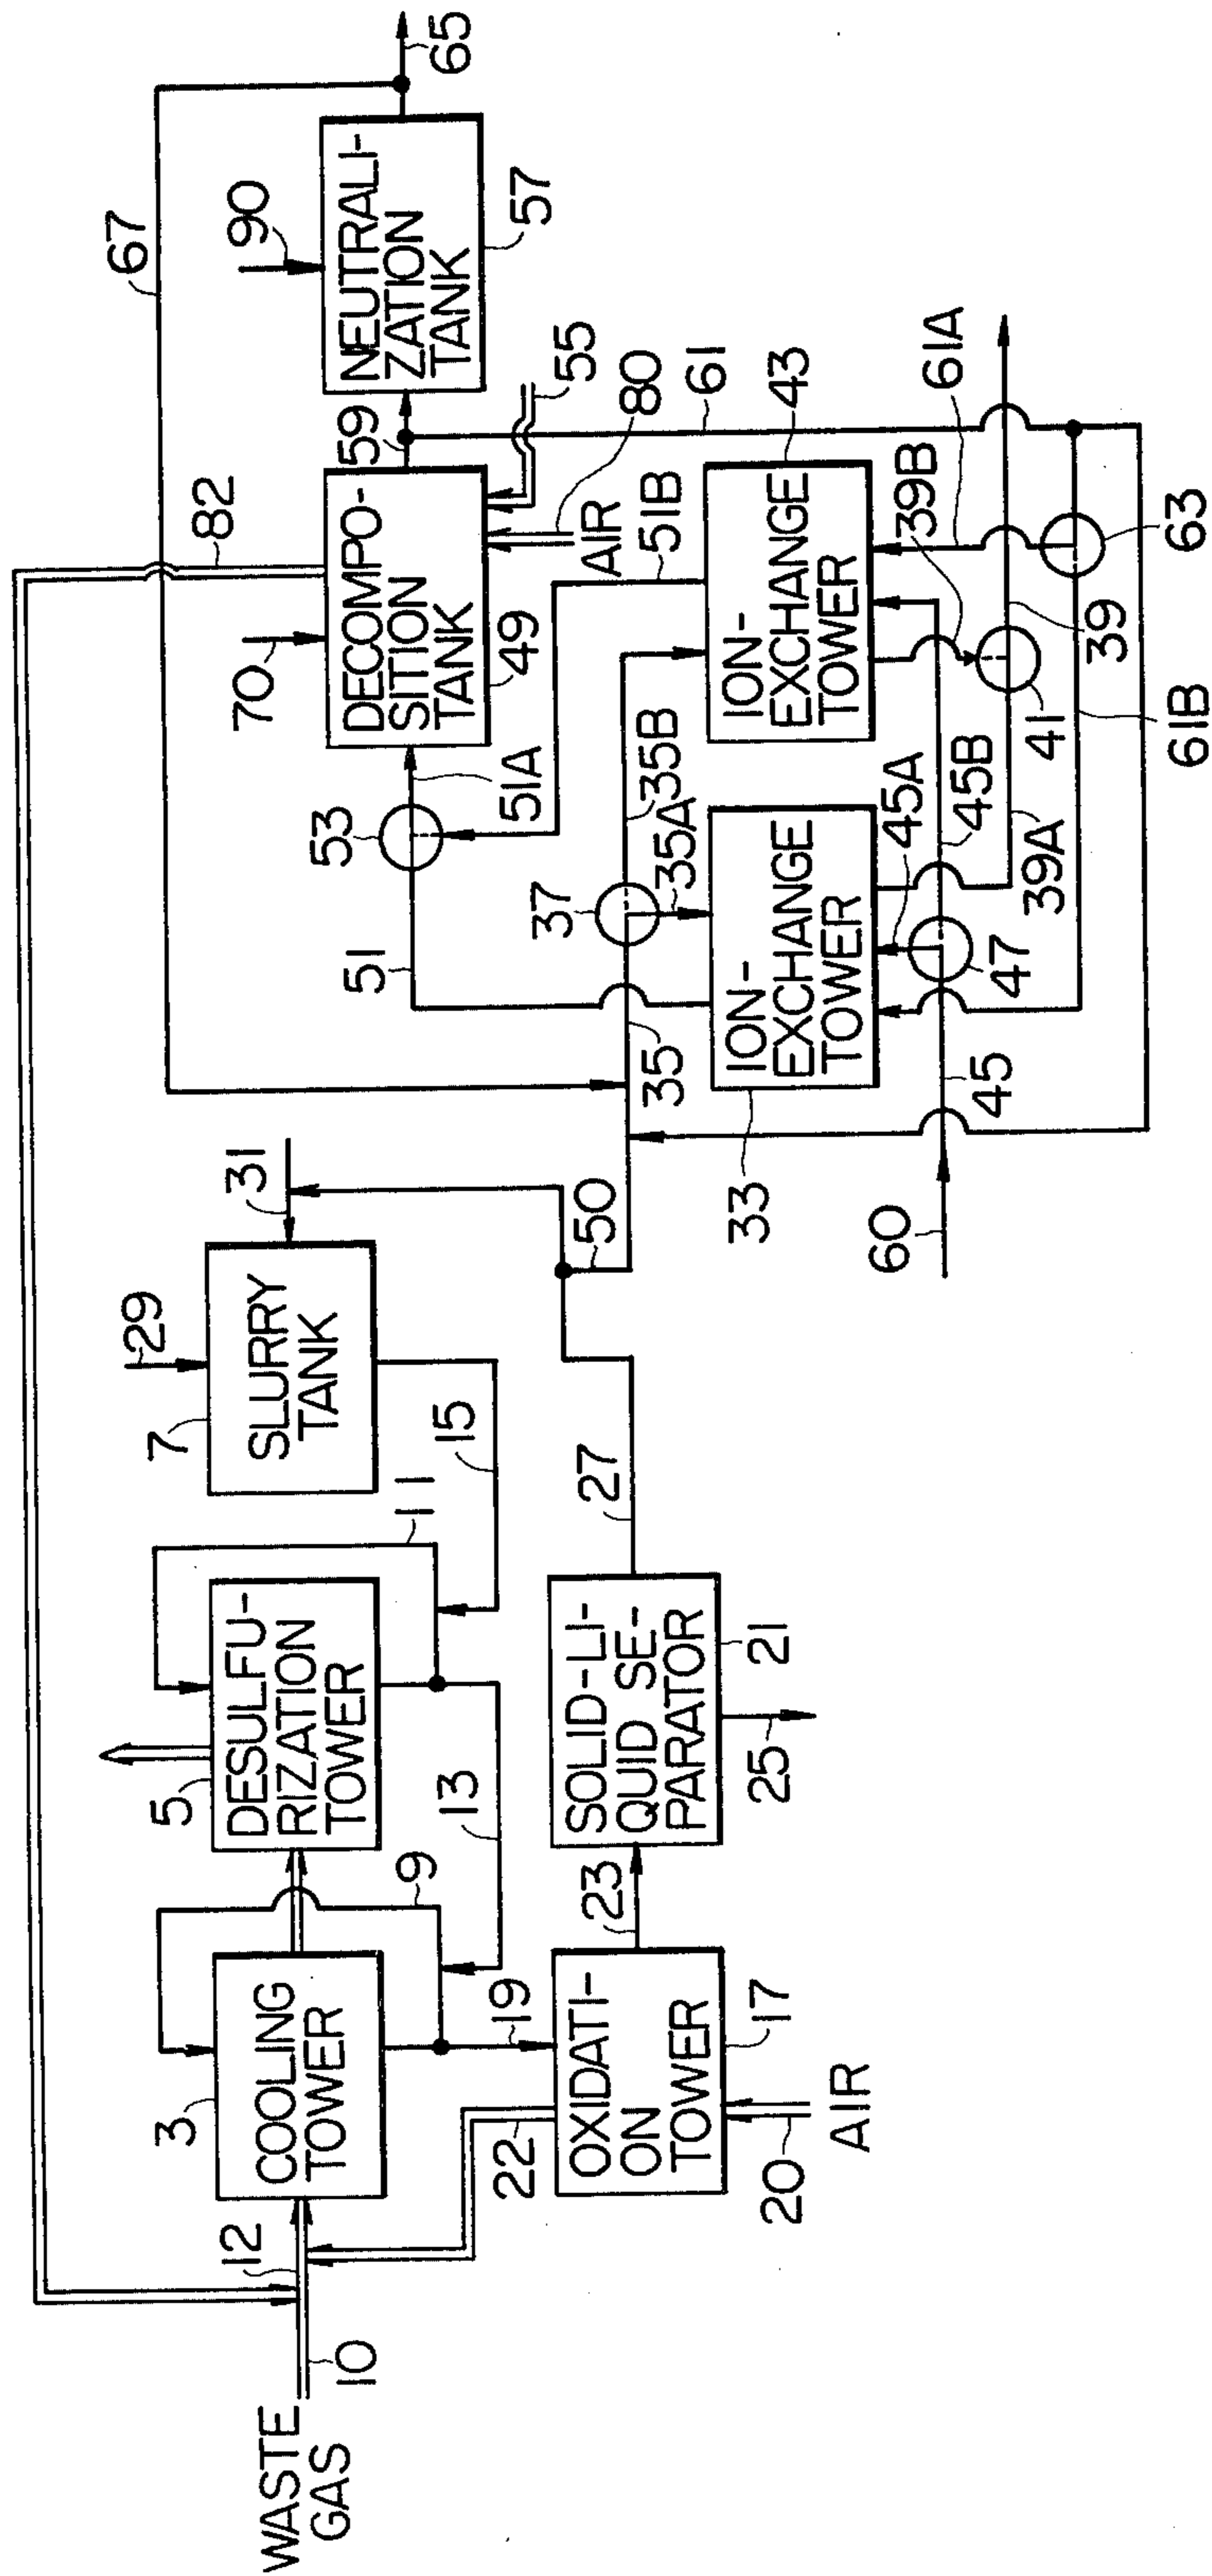 WASTE
GAS
10
12
3
COOLING
TOWER
9
5
DESULFU-
RIZATION
TOWER
11
13
15
7
SLURRY
TANK
29
31
19
22
OXIDATI-
ON
TOWER
17
20
AIR
23
SOLID-LI-
QUID SE-
PARATOR
21
25
27
50
35
67
51
53
51A
70
82
DECOMPO-
SITION
TANK
49
59
90
NEUTRALI-
ZATION
TANK
57
65
55
80
AIR
51B
61
37
35B
35A
33
ION-
EXCHANGE
TOWER
ION-
EXCHANGE
TOWER
43
60
45
47
45A
45B
39A
39B
41
39
61A
63
61B